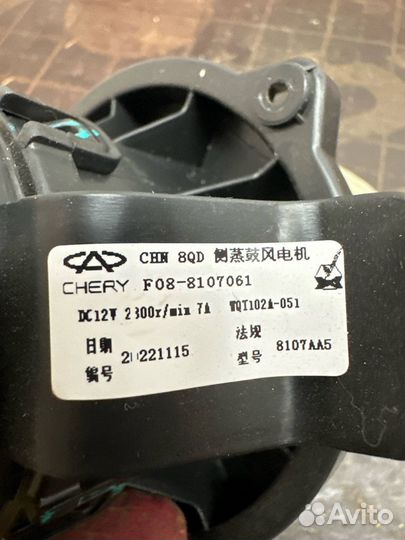 CHN 8QD 侧蒸鼓风电机
CHERY F08-8107061
DC12V 2300r/min 7A WQT102A-051
日期 20221115 法规
编号 型号 8107AA5
Avito